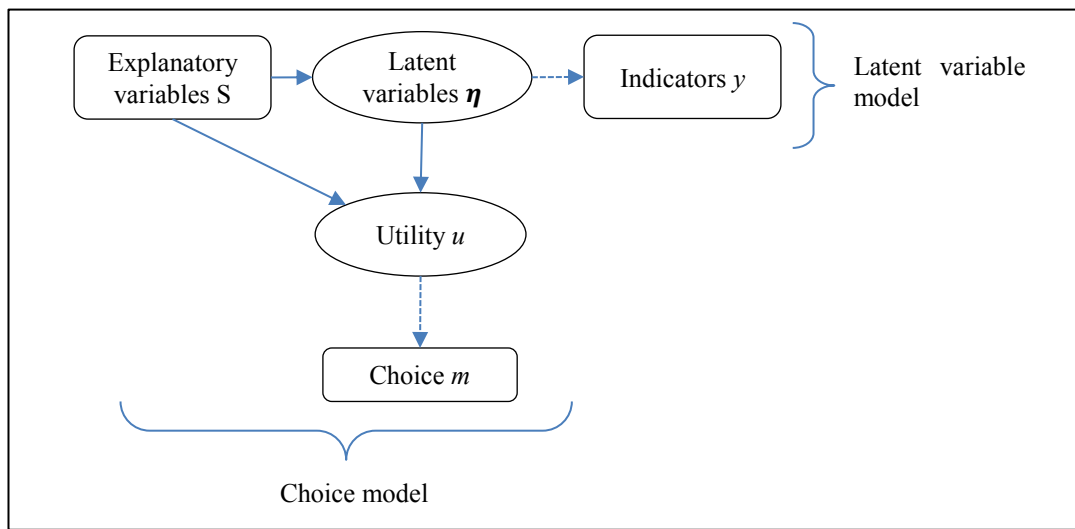 Explanatory
variables S
Latent
variables η
Indicators y
Latent variable
model
Utility u
Choice m
Choice model